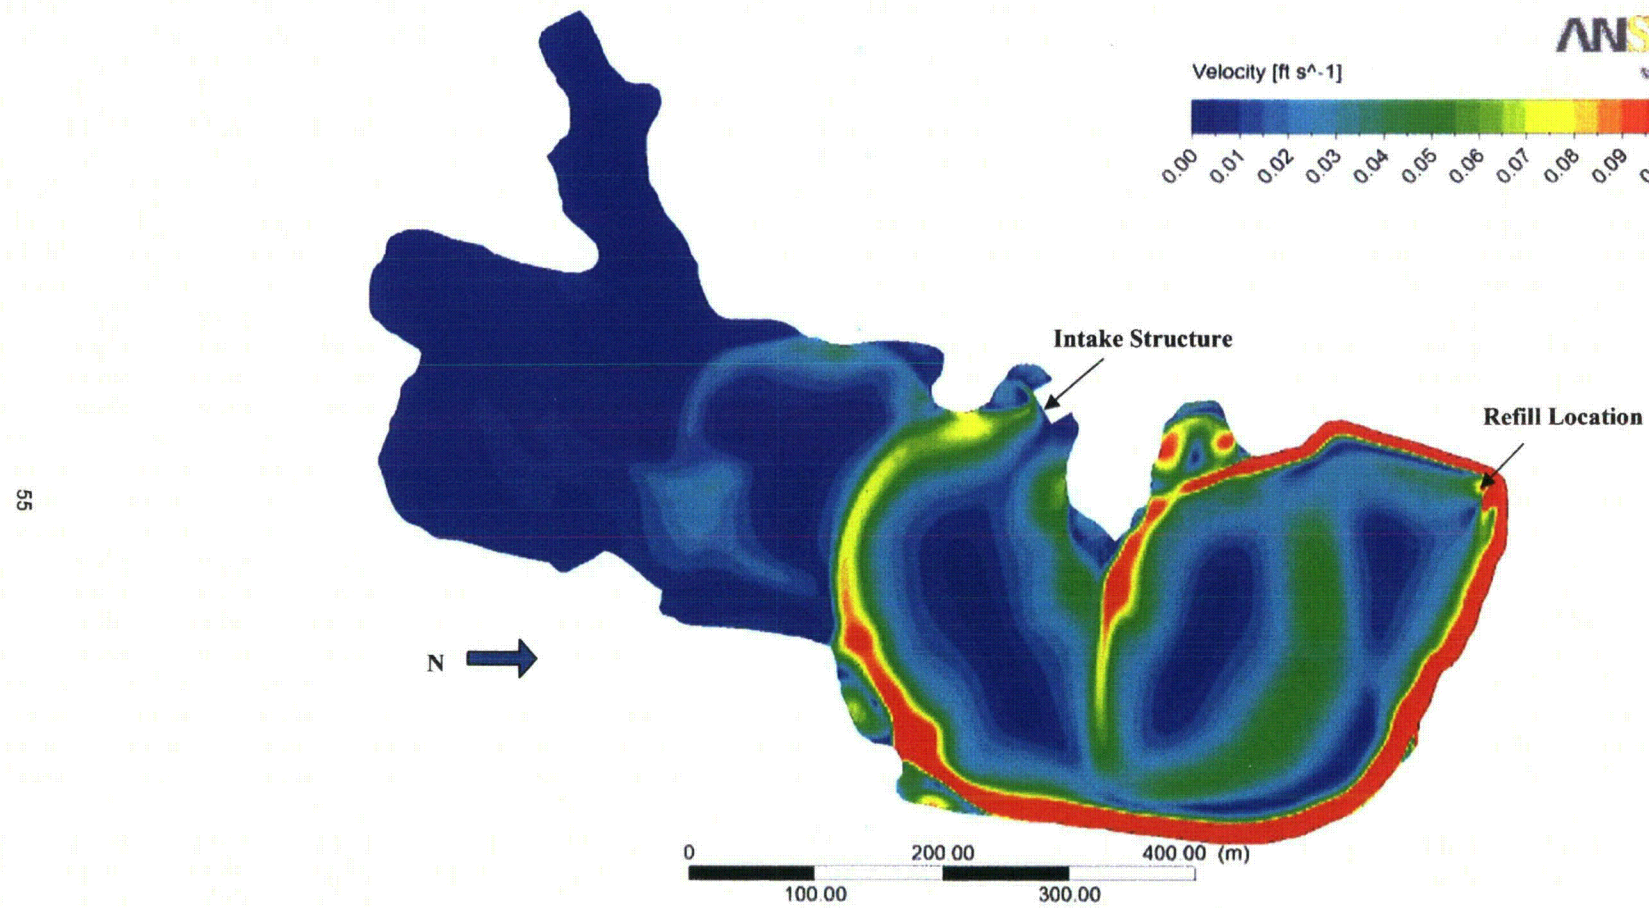 ANS
Velocity [ft s^-1]
0.00 0.01 0.02 0.03 0.04 0.05 0.06 0.07 0.08 0.09
Intake Structure
Refill Location
55
N
0 200.00 400.00 (m)
100.00 300.00